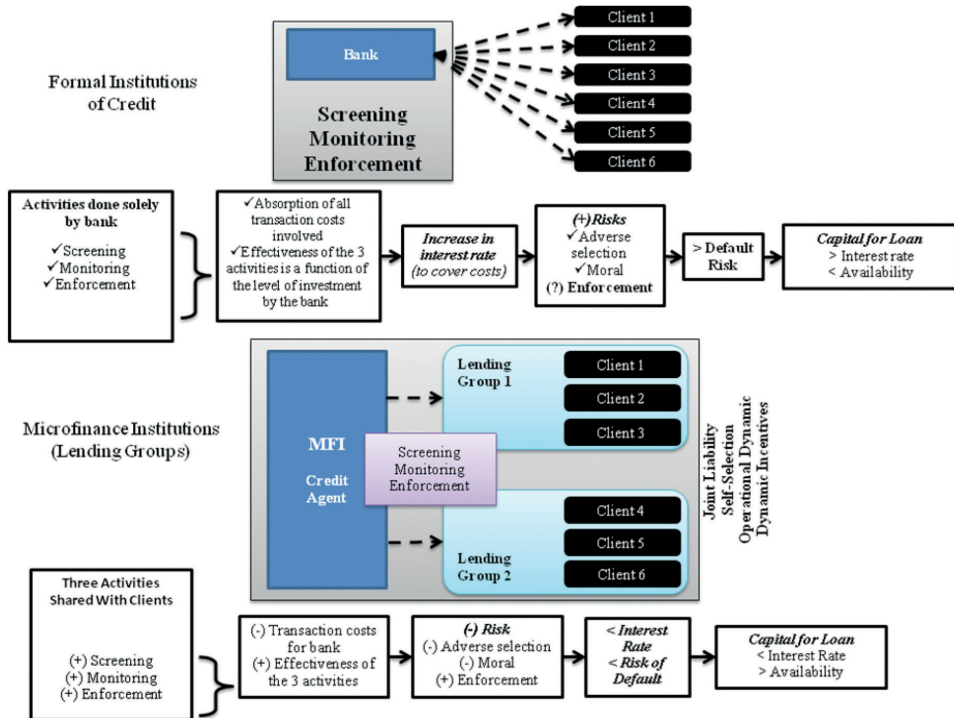 Formal Institutions
of Credit
Bank
Screening
Monitoring
Enforcement
Client 1
Client 2
Client 3
Client 4
Client 5
Client 6
Activities done solely
by bank
✓Screening
✓Monitoring
✓Enforcement
✓Absorption of all
transaction costs
involved
✓Effectiveness of the 3
activities is a function of
the level of investment
by the bank
Increase in
interest rate
(to cover costs)
(+)Risks
✓Adverse
selection
✓Moral
(?) Enforcement
> Default
Risk
Capital for Loan
> Interest rate
< Availability
Microfinance Institutions
(Lending Groups)
MFI
Credit
Agent
Screening
Monitoring
Enforcement
Lending
Group 1
Client 1
Client 2
Client 3
Client 4
Client 5
Client 6
Lending
Group 2
Joint Liability
Self-Selection
Operational Dynamic
Dynamic Incentives
Three Activities
Shared With Clients
(+) Screening
(+) Monitoring
(+) Enforcement
(-) Transaction costs
for bank
(+) Effectiveness of
the 3 activities
(-) Risk
(-) Adverse selection
(-) Moral
(+) Enforcement
< Interest
Rate
< Risk of
Default
Capital for Loan
< Interest Rate
> Availability